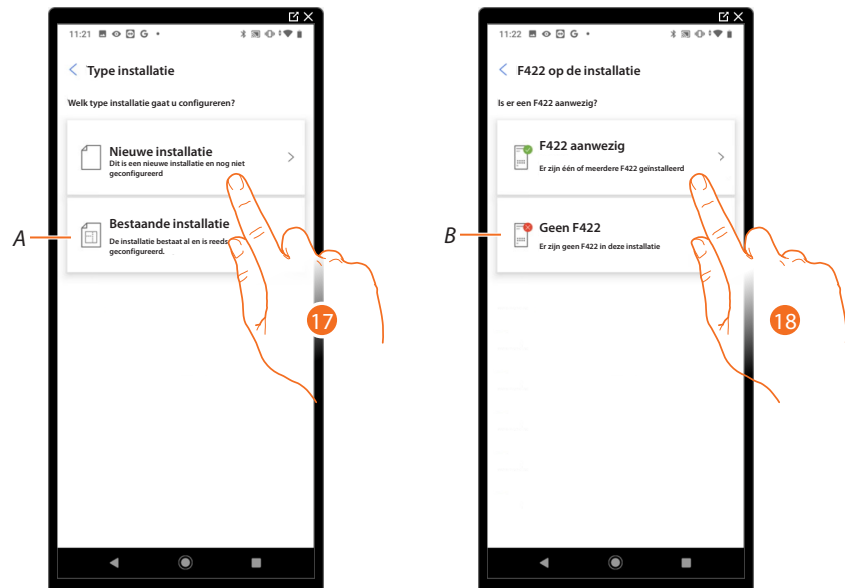 11:21 G
Type installatie
Welk type installatie gaat u configureren?
Nieuwe installatie
Dit is een nieuwe installatie en nog niet
geconfigureerd
A
Bestaande installatie
De installatie bestaat al en is reeds
geconfigureerd.
17
11:22 G
F422 op de installatie
Is er een F422 aanwezig?
F422 aanwezig
Er zijn één of meerdere F422 geïnstalleerd
B
Geen F422
Er zijn geen F422 in deze installatie
18